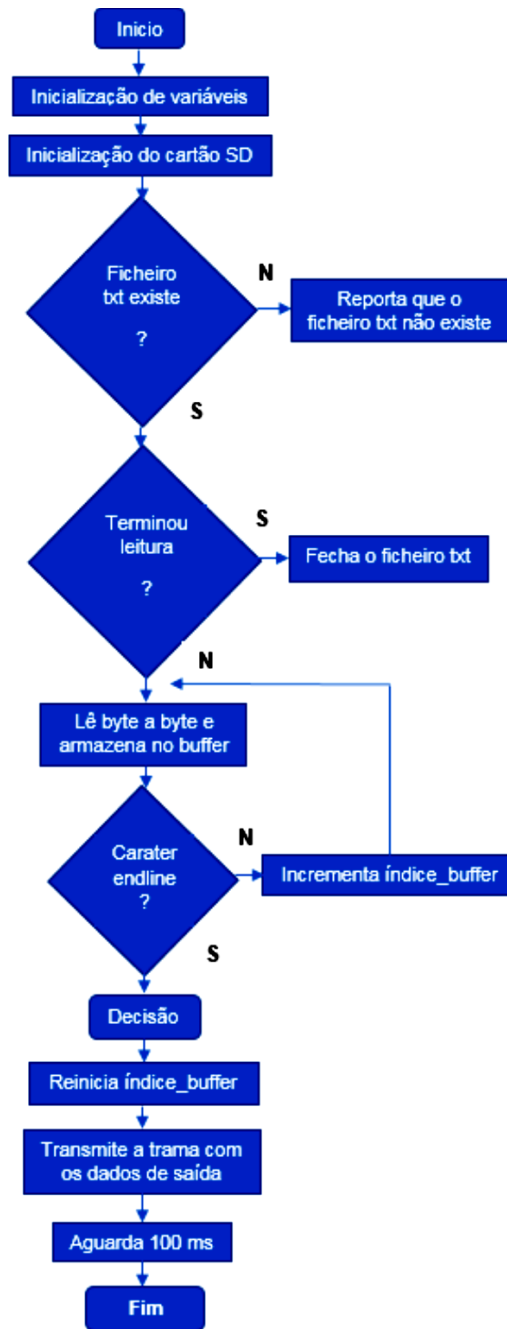 Inicio
Inicialização de variáveis
Inicialização do cartão SD
Ficheiro
txt existe
?
N
Reporta que o
ficheiro txt não existe
S
Terminou
leitura
?
S
Fecha o ficheiro txt
N
Lê byte a byte e
armazena no buffer
Carater
endline
?
N
Incrementa índice_buffer
S
Decisão
Reinicia índice_buffer
Transmite a trama com
os dados de saída
Aguarda 100 ms
Fim